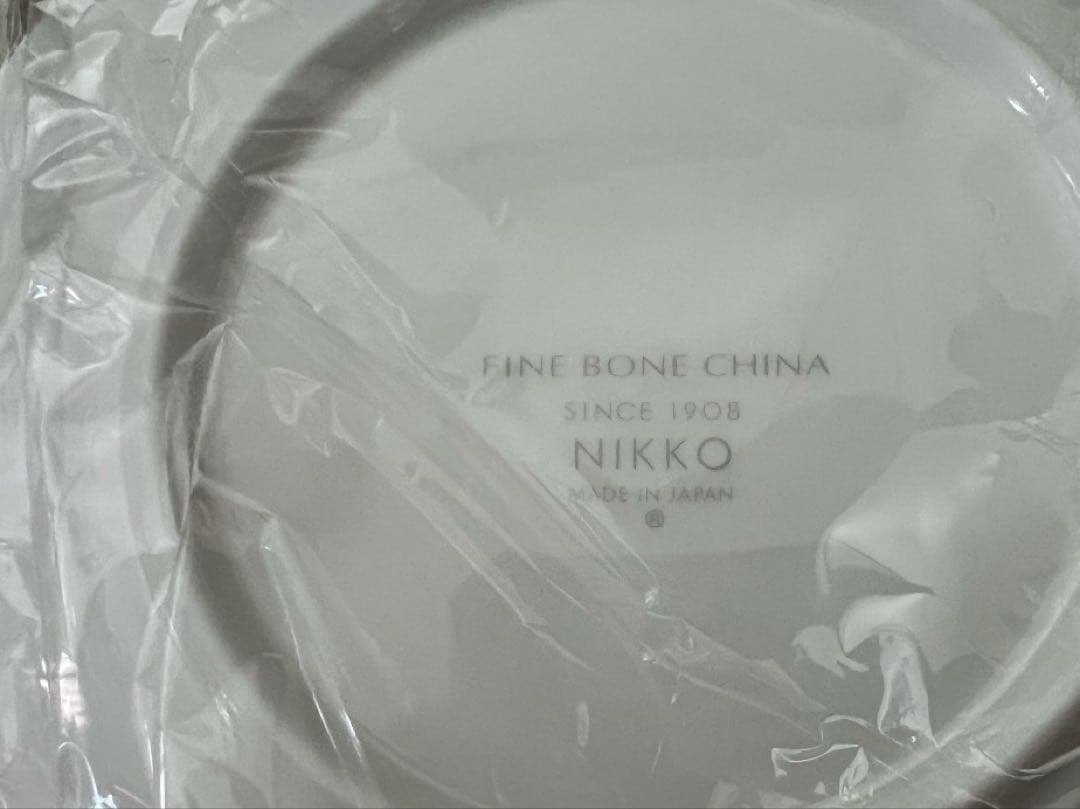 FINE BONE CHINA
SINCE 1908
NIKKO
MADE IN JAPAN
®